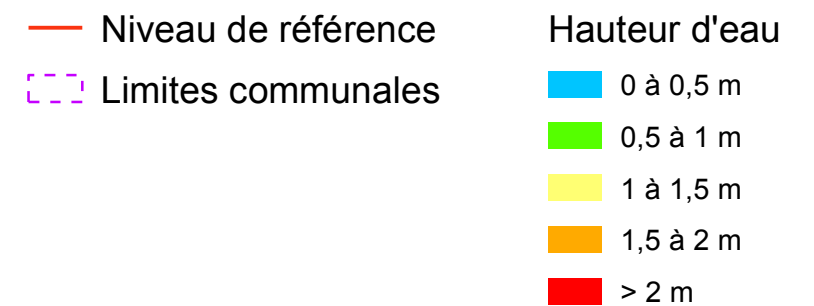 Niveau de référence
Limites communales
Hauteur d'eau
0 à 0,5 m
0,5 à 1 m
1 à 1,5 m
1,5 à 2 m
> 2 m